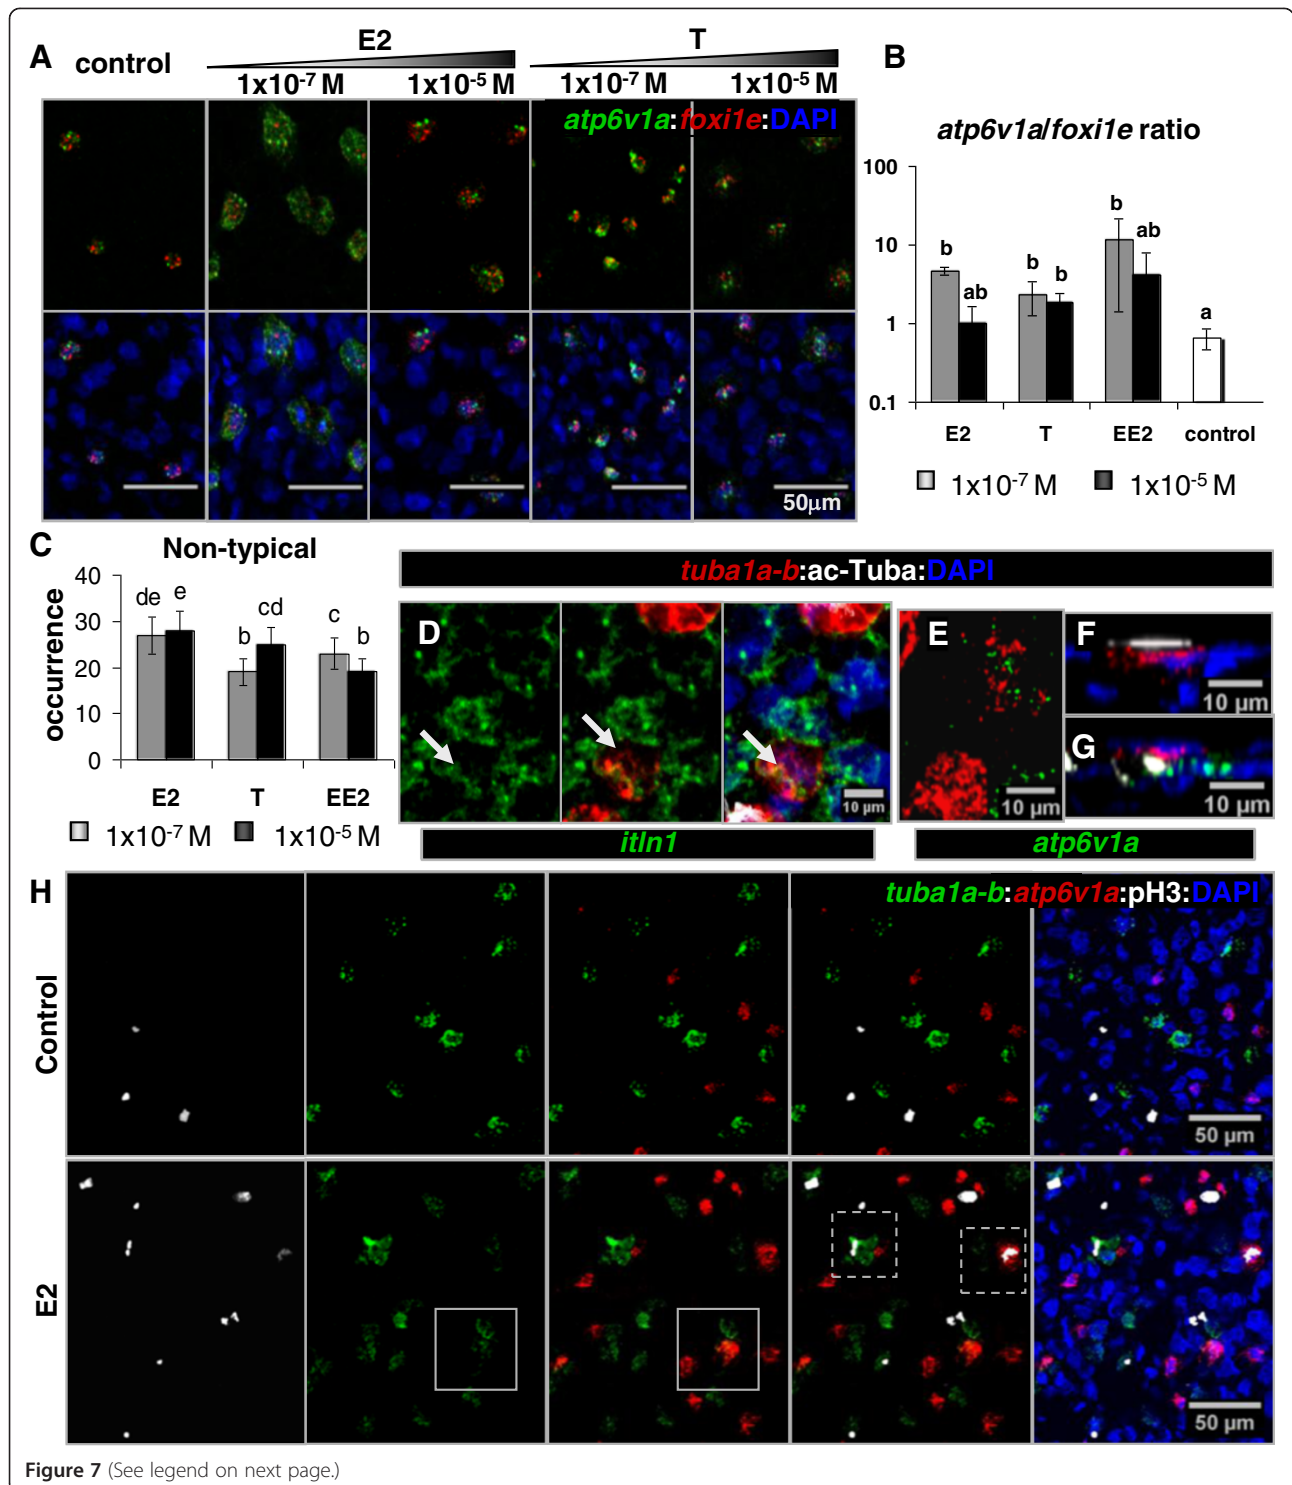 A
control
E2
T
1x10⁻⁷ M
1x10⁻⁵ M
1x10⁻⁷ M
1x10⁻⁵ M
atp6v1a:foxi1e:DAPI
50µm
B
atp6v1a/foxi1e ratio
100
10
1
0.1
b
ab
b
b
b
ab
a
E2
T
EE2
control
1x10⁻⁷ M
1x10⁻⁵ M
C
Non-typical
occurrence
40
30
20
10
0
de
e
b
cd
c
b
E2
T
EE2
1x10⁻⁷ M
1x10⁻⁵ M
tuba1a-b:ac-Tuba:DAPI
D
10 µm
E
10 µm
F
10 µm
G
10 µm
itln1
atp6v1a
H
tuba1a-b:atp6v1a:pH3:DAPI
Control
50 µm
E2
50 µm
Figure 7 (See legend on next page.)